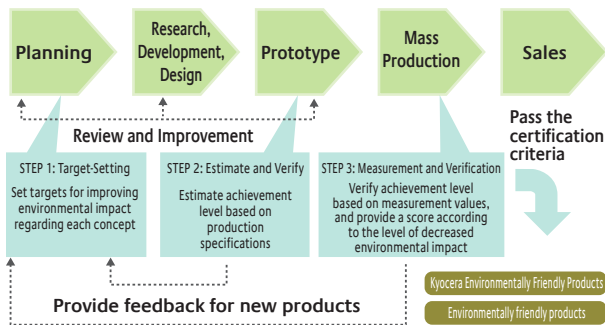 Planning
Research,
Development,
Design
Prototype
Mass
Production
Sales
Review and Improvement
Pass the
certification
criteria
STEP 1: Target-Setting
Set targets for improving
environmental impact
regarding each concept
STEP 2: Estimate and Verify
Estimate achievement
level based on
production
specifications
STEP 3: Measurement and Verification
Verify achievement level
based on measurement values,
and provide a score according
to the level of decreased
environmental impact
Provide feedback for new products
Kyocera Environmentally Friendly Products
Environmentally friendly products